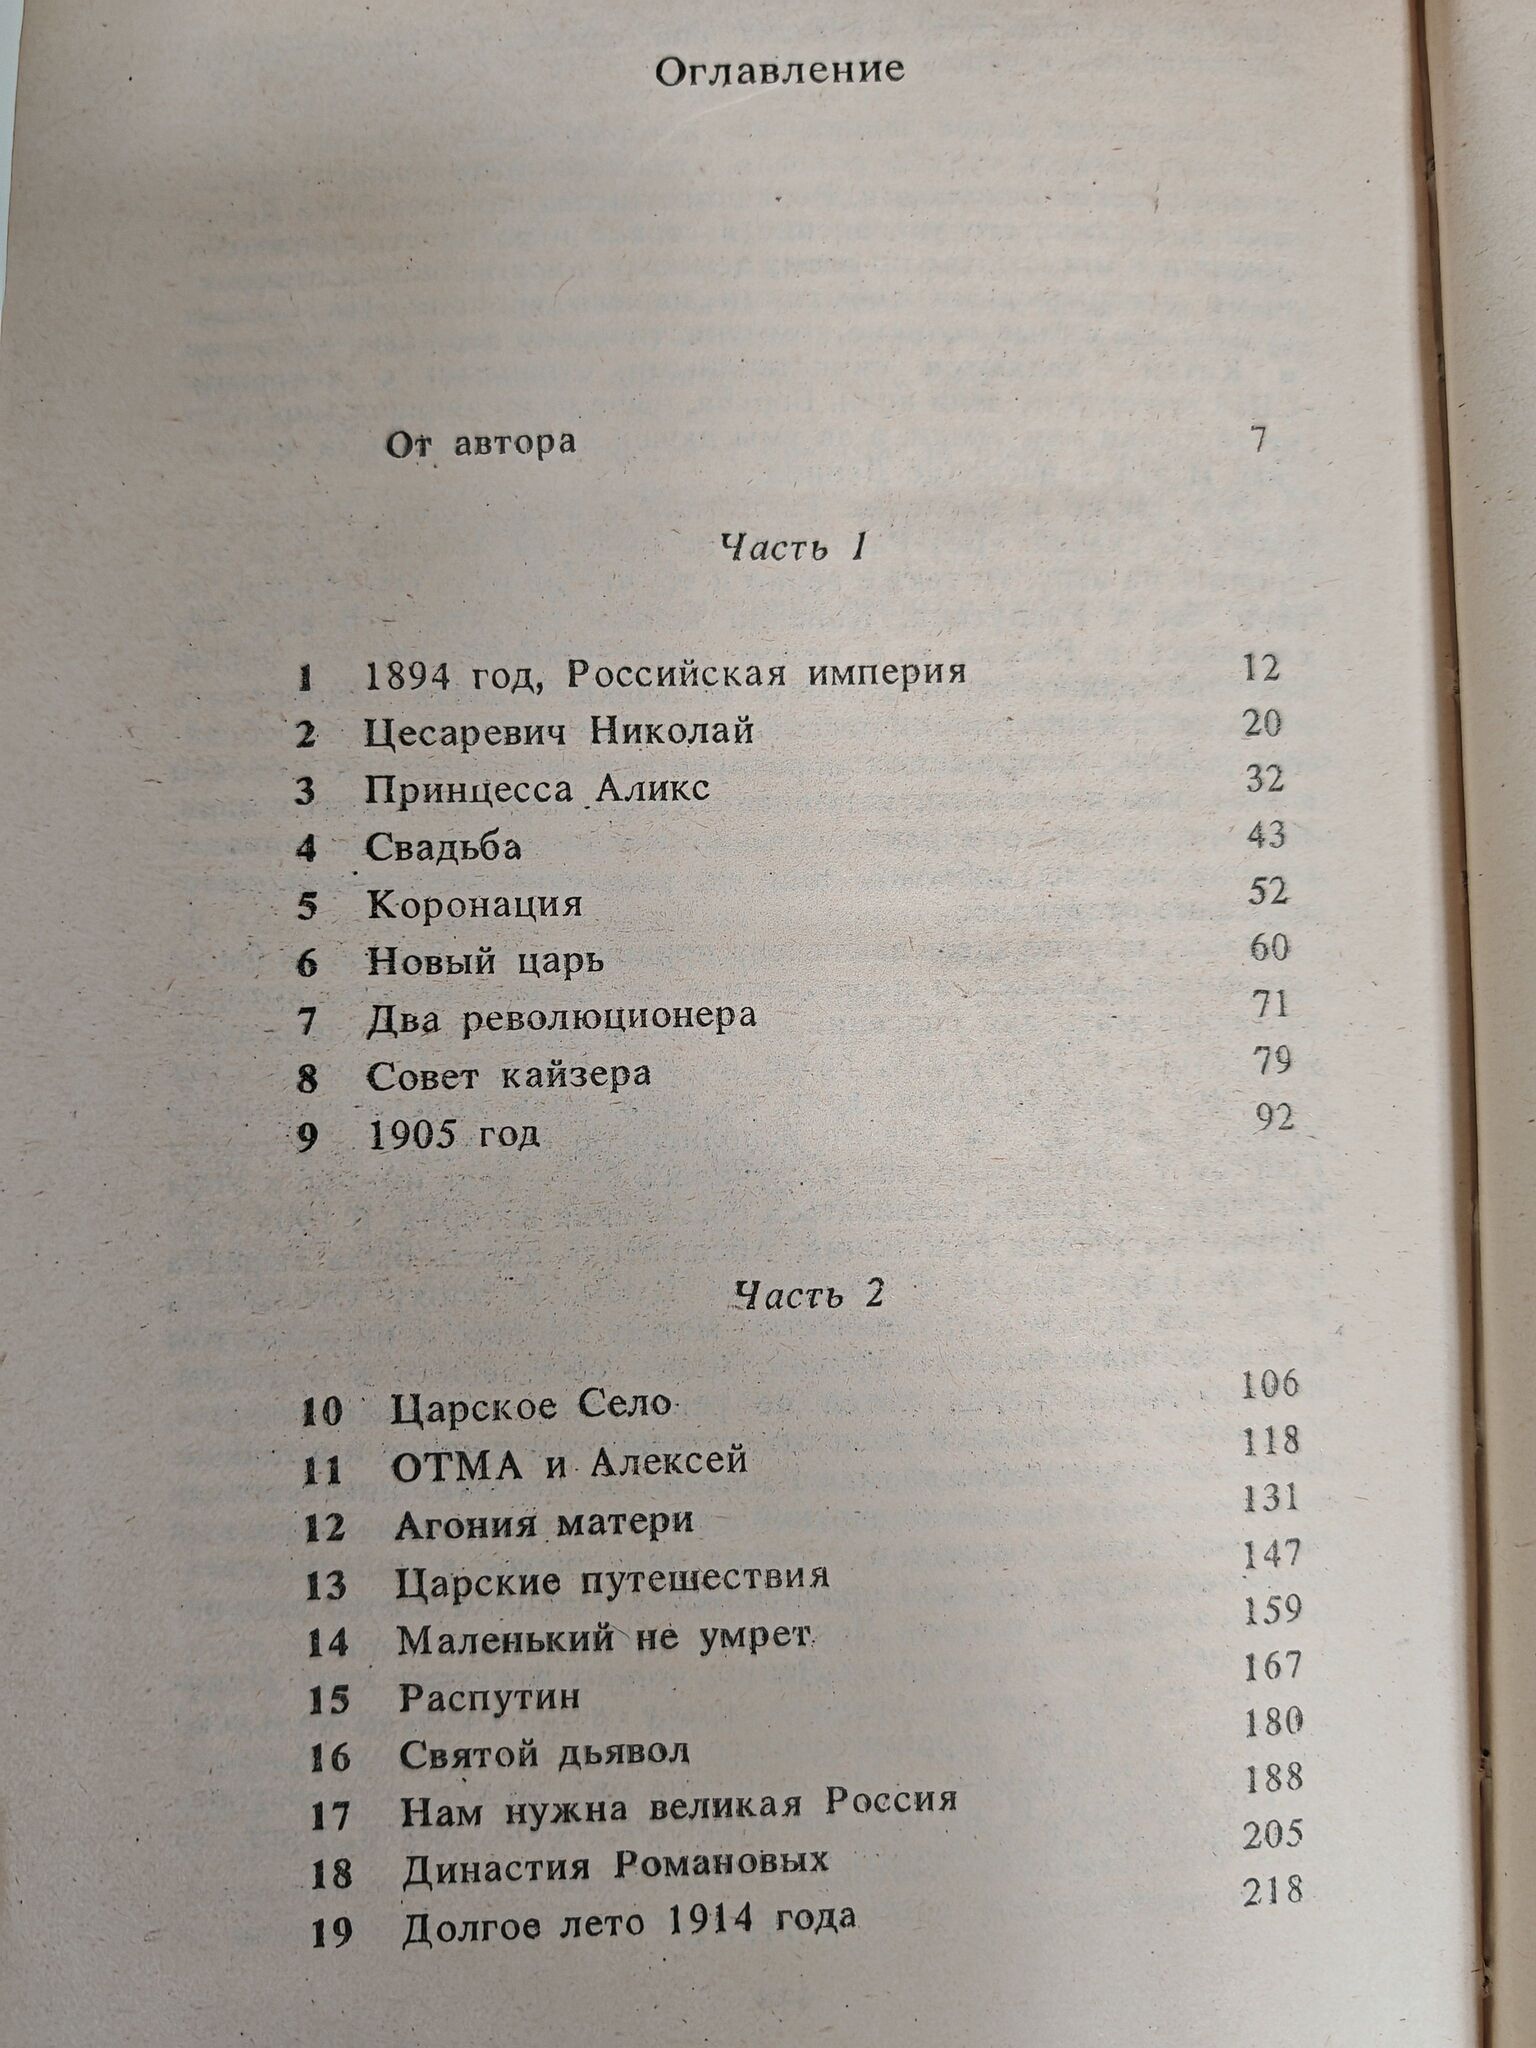 Оглавление
От автора 7
Часть 1
1 1894 год, Российская империя 12
2 Цесаревич Николай 20
3 Принцесса Аликс 32
4 Свадьба 43
5 Коронация 52
6 Новый царь 60
7 Два революционера 71
8 Совет кайзера 79
9 1905 год 92
Часть 2
10 Царское Село 106
11 ОТМА и Алексей 118
12 Агония матери 131
13 Царские путешествия 147
14 Маленький не умрет 159
15 Распутин 167
16 Святой дьявол 180
17 Нам нужна великая Россия 188
18 Династия Романовых 205
19 Долгое лето 1914 года 218